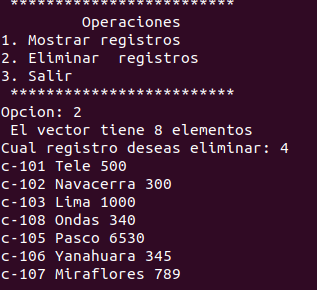 *************************
Operaciones
1. Mostrar registros
2. Eliminar  registros
3. Salir
*************************
Opcion: 2
El vector tiene 8 elementos
Cual registro deseas eliminar: 4
c-101 Tele 500
c-102 Navacerra 300
c-103 Lima 1000
c-108 Ondas 340
c-105 Pasco 6530
c-106 Yanahuara 345
c-107 Miraflores 789